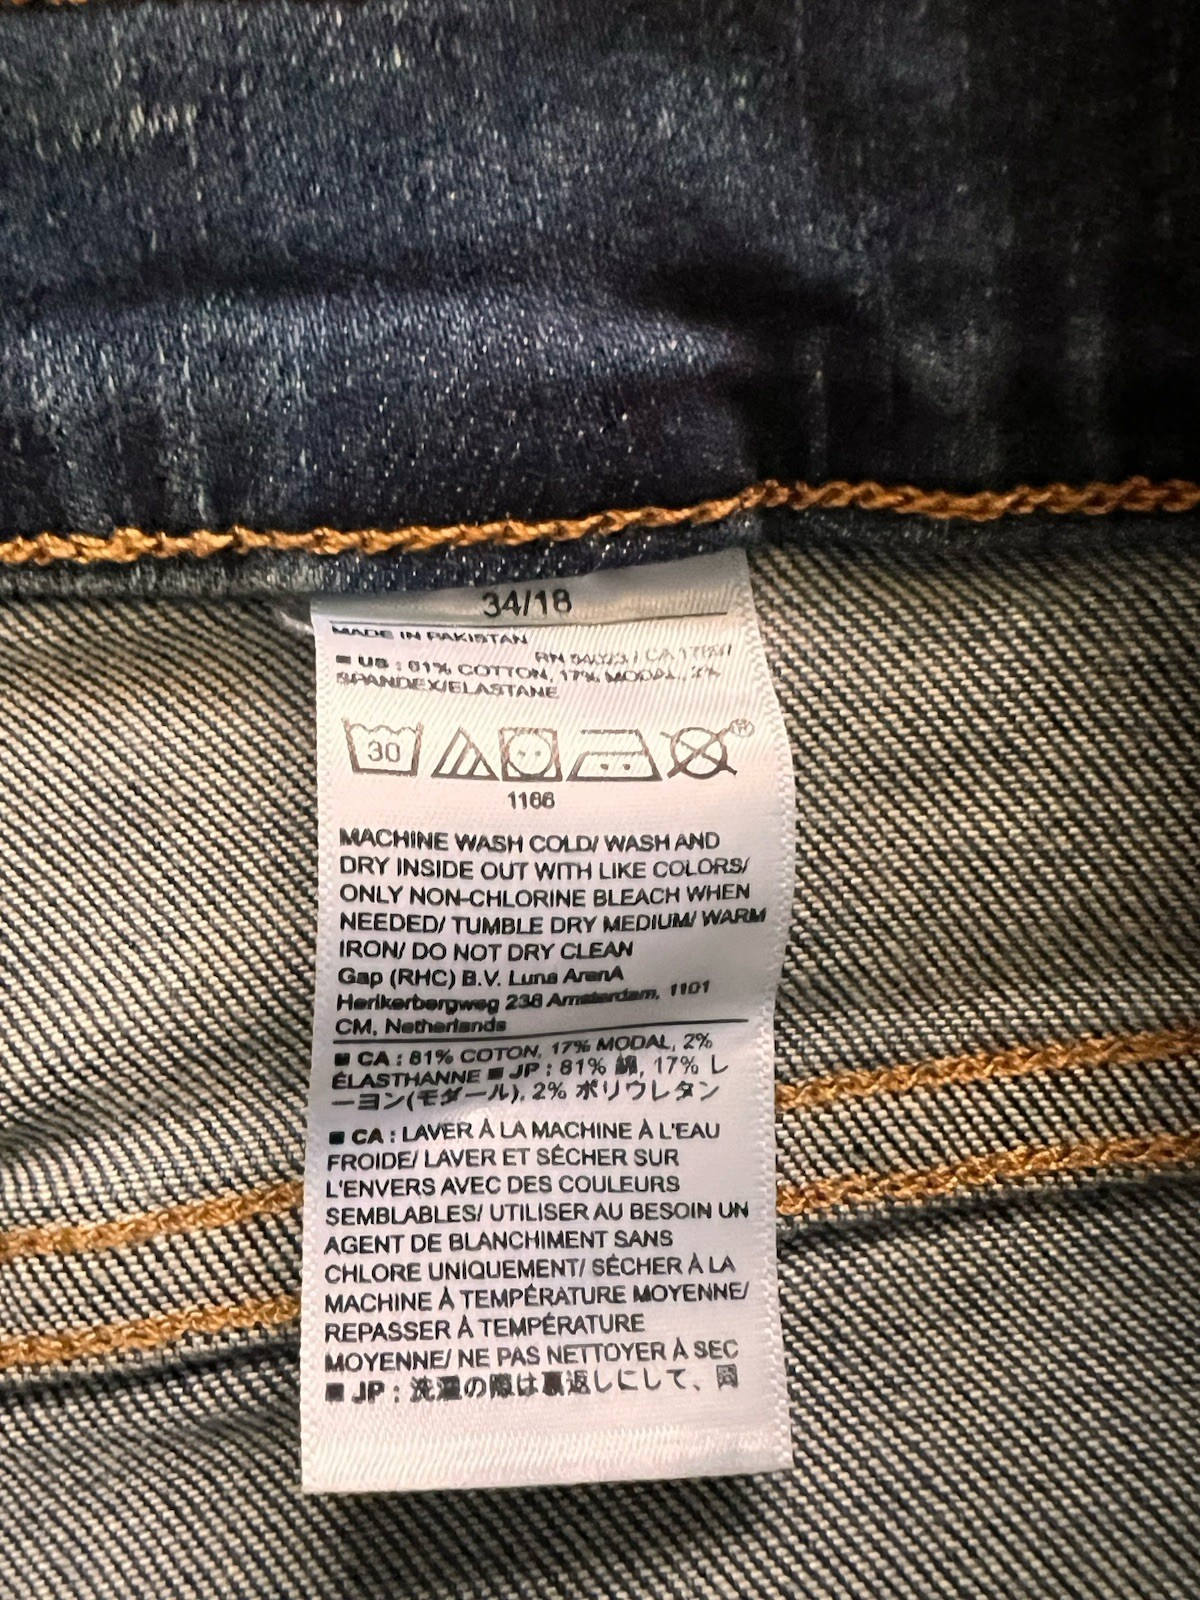 34/18
MADE IN PAKISTAN
RN 54023 / CA 17897
■ US : 81% COTTON, 17% MODAL, 2%
SPANDEX/ELASTANE
30
®
1166
MACHINE WASH COLD/ WASH AND
DRY INSIDE OUT WITH LIKE COLORS/
ONLY NON-CHLORINE BLEACH WHEN
NEEDED/ TUMBLE DRY MEDIUM/ WARM
IRON/ DO NOT DRY CLEAN
Gap (RHC) B.V. Luna ArenA
Herikerbergweg 238 Amsterdam, 1101
CM, Netherlands
■ CA : 81% COTON, 17% MODAL, 2%
ÉLASTHANNE ■ JP : 81% 綿, 17% レ
ーヨン(モダール), 2% ポリウレタン
■ CA : LAVER À LA MACHINE À L'EAU
FROIDE/ LAVER ET SÉCHER SUR
L'ENVERS AVEC DES COULEURS
SEMBLABLES/ UTILISER AU BESOIN UN
AGENT DE BLANCHIMENT SANS
CHLORE UNIQUEMENT/ SÉCHER À LA
MACHINE À TEMPÉRATURE MOYENNE/
REPASSER À TEMPÉRATURE
MOYENNE/ NE PAS NETTOYER À SEC
■ JP : 洗濯の際は裏返しにして、同